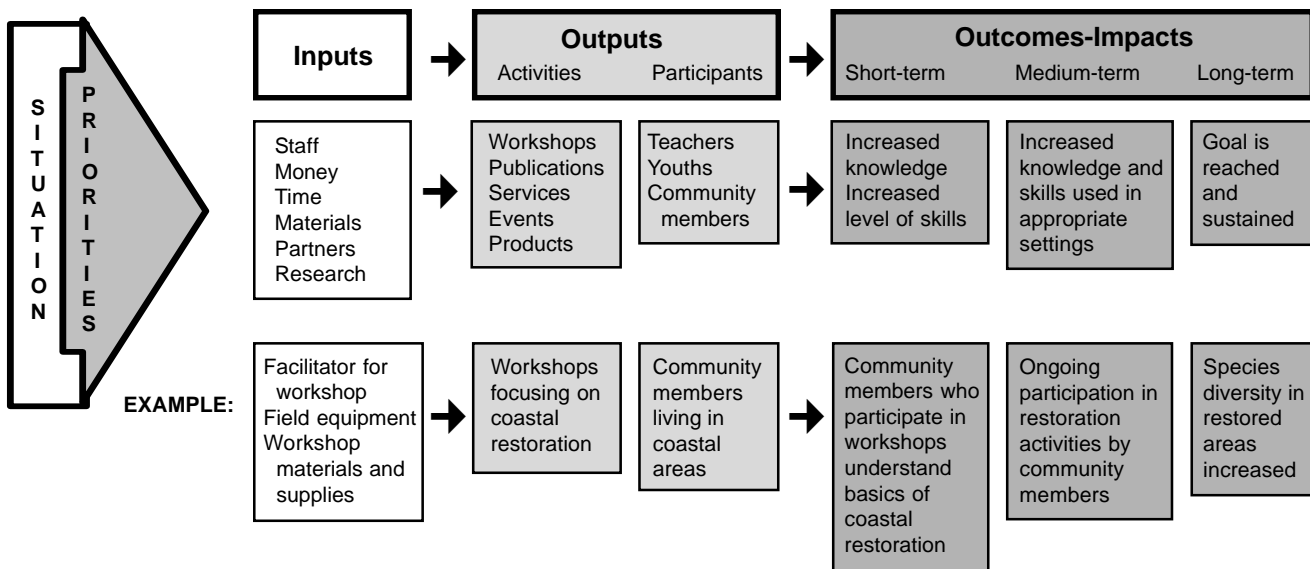 SITUATION
PRIORITIES
Inputs
Outputs
Activities
Participants
Outcomes-Impacts
Short-term
Medium-term
Long-term
Staff
Money
Time
Materials
Partners
Research
Workshops
Publications
Services
Events
Products
Teachers
Youths
Community
members
Increased
knowledge
Increased
level of skills
Increased
knowledge and
skills used in
appropriate
settings
Goal is
reached
and
sustained
EXAMPLE:
Facilitator for
workshop
Field equipment
Workshop
materials and
supplies
Workshops
focusing on
coastal
restoration
Community
members
living in
coastal
areas
Community
members who
participate in
workshops
understand
basics of
coastal
restoration
Ongoing
participation in
restoration
activities by
community
members
Species
diversity in
restored
areas
increased